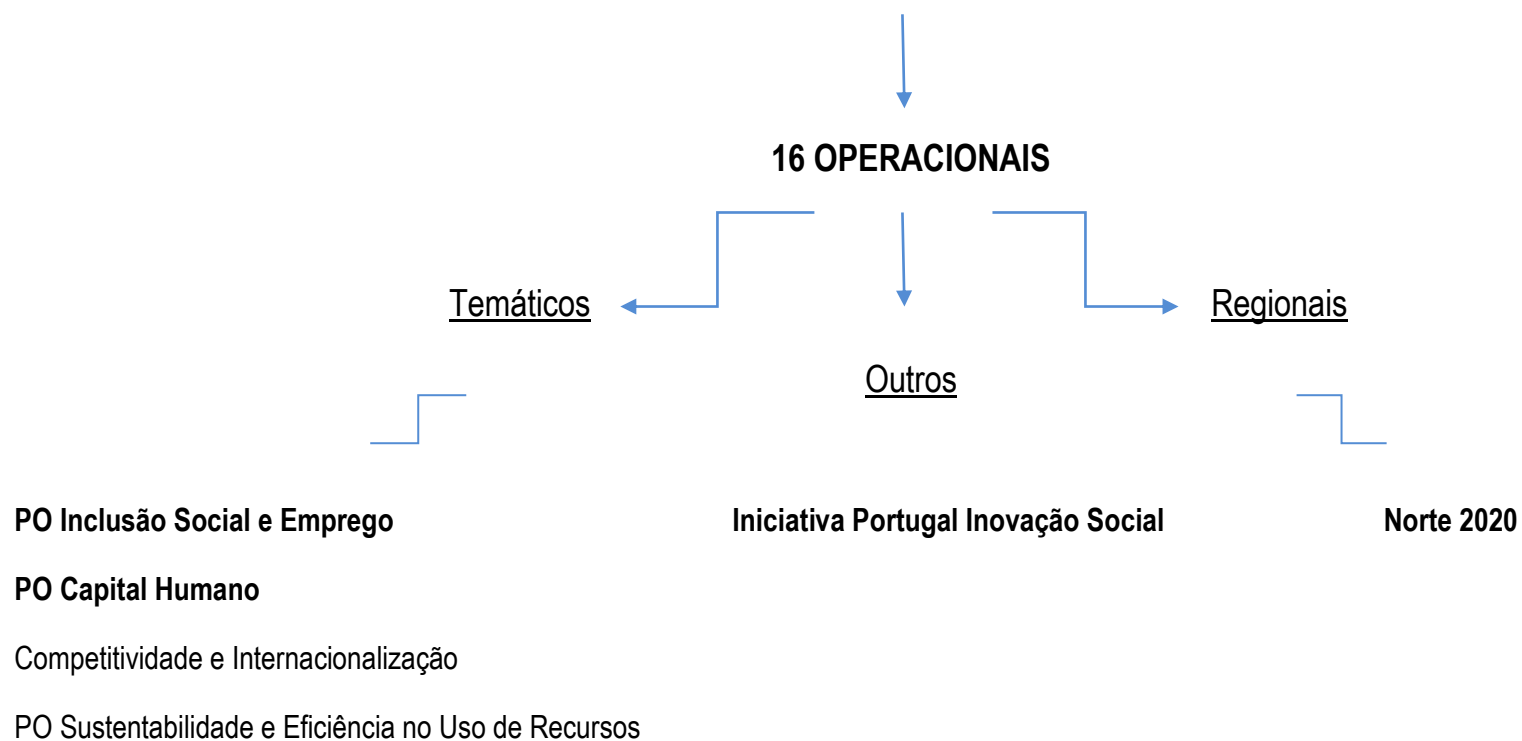 16 OPERACIONAIS
Temáticos
Regionais
Outros
PO Inclusão Social e Emprego
Iniciativa Portugal Inovação Social
Norte 2020
PO Capital Humano
Competitividade e Internacionalização
PO Sustentabilidade e Eficiência no Uso de Recursos